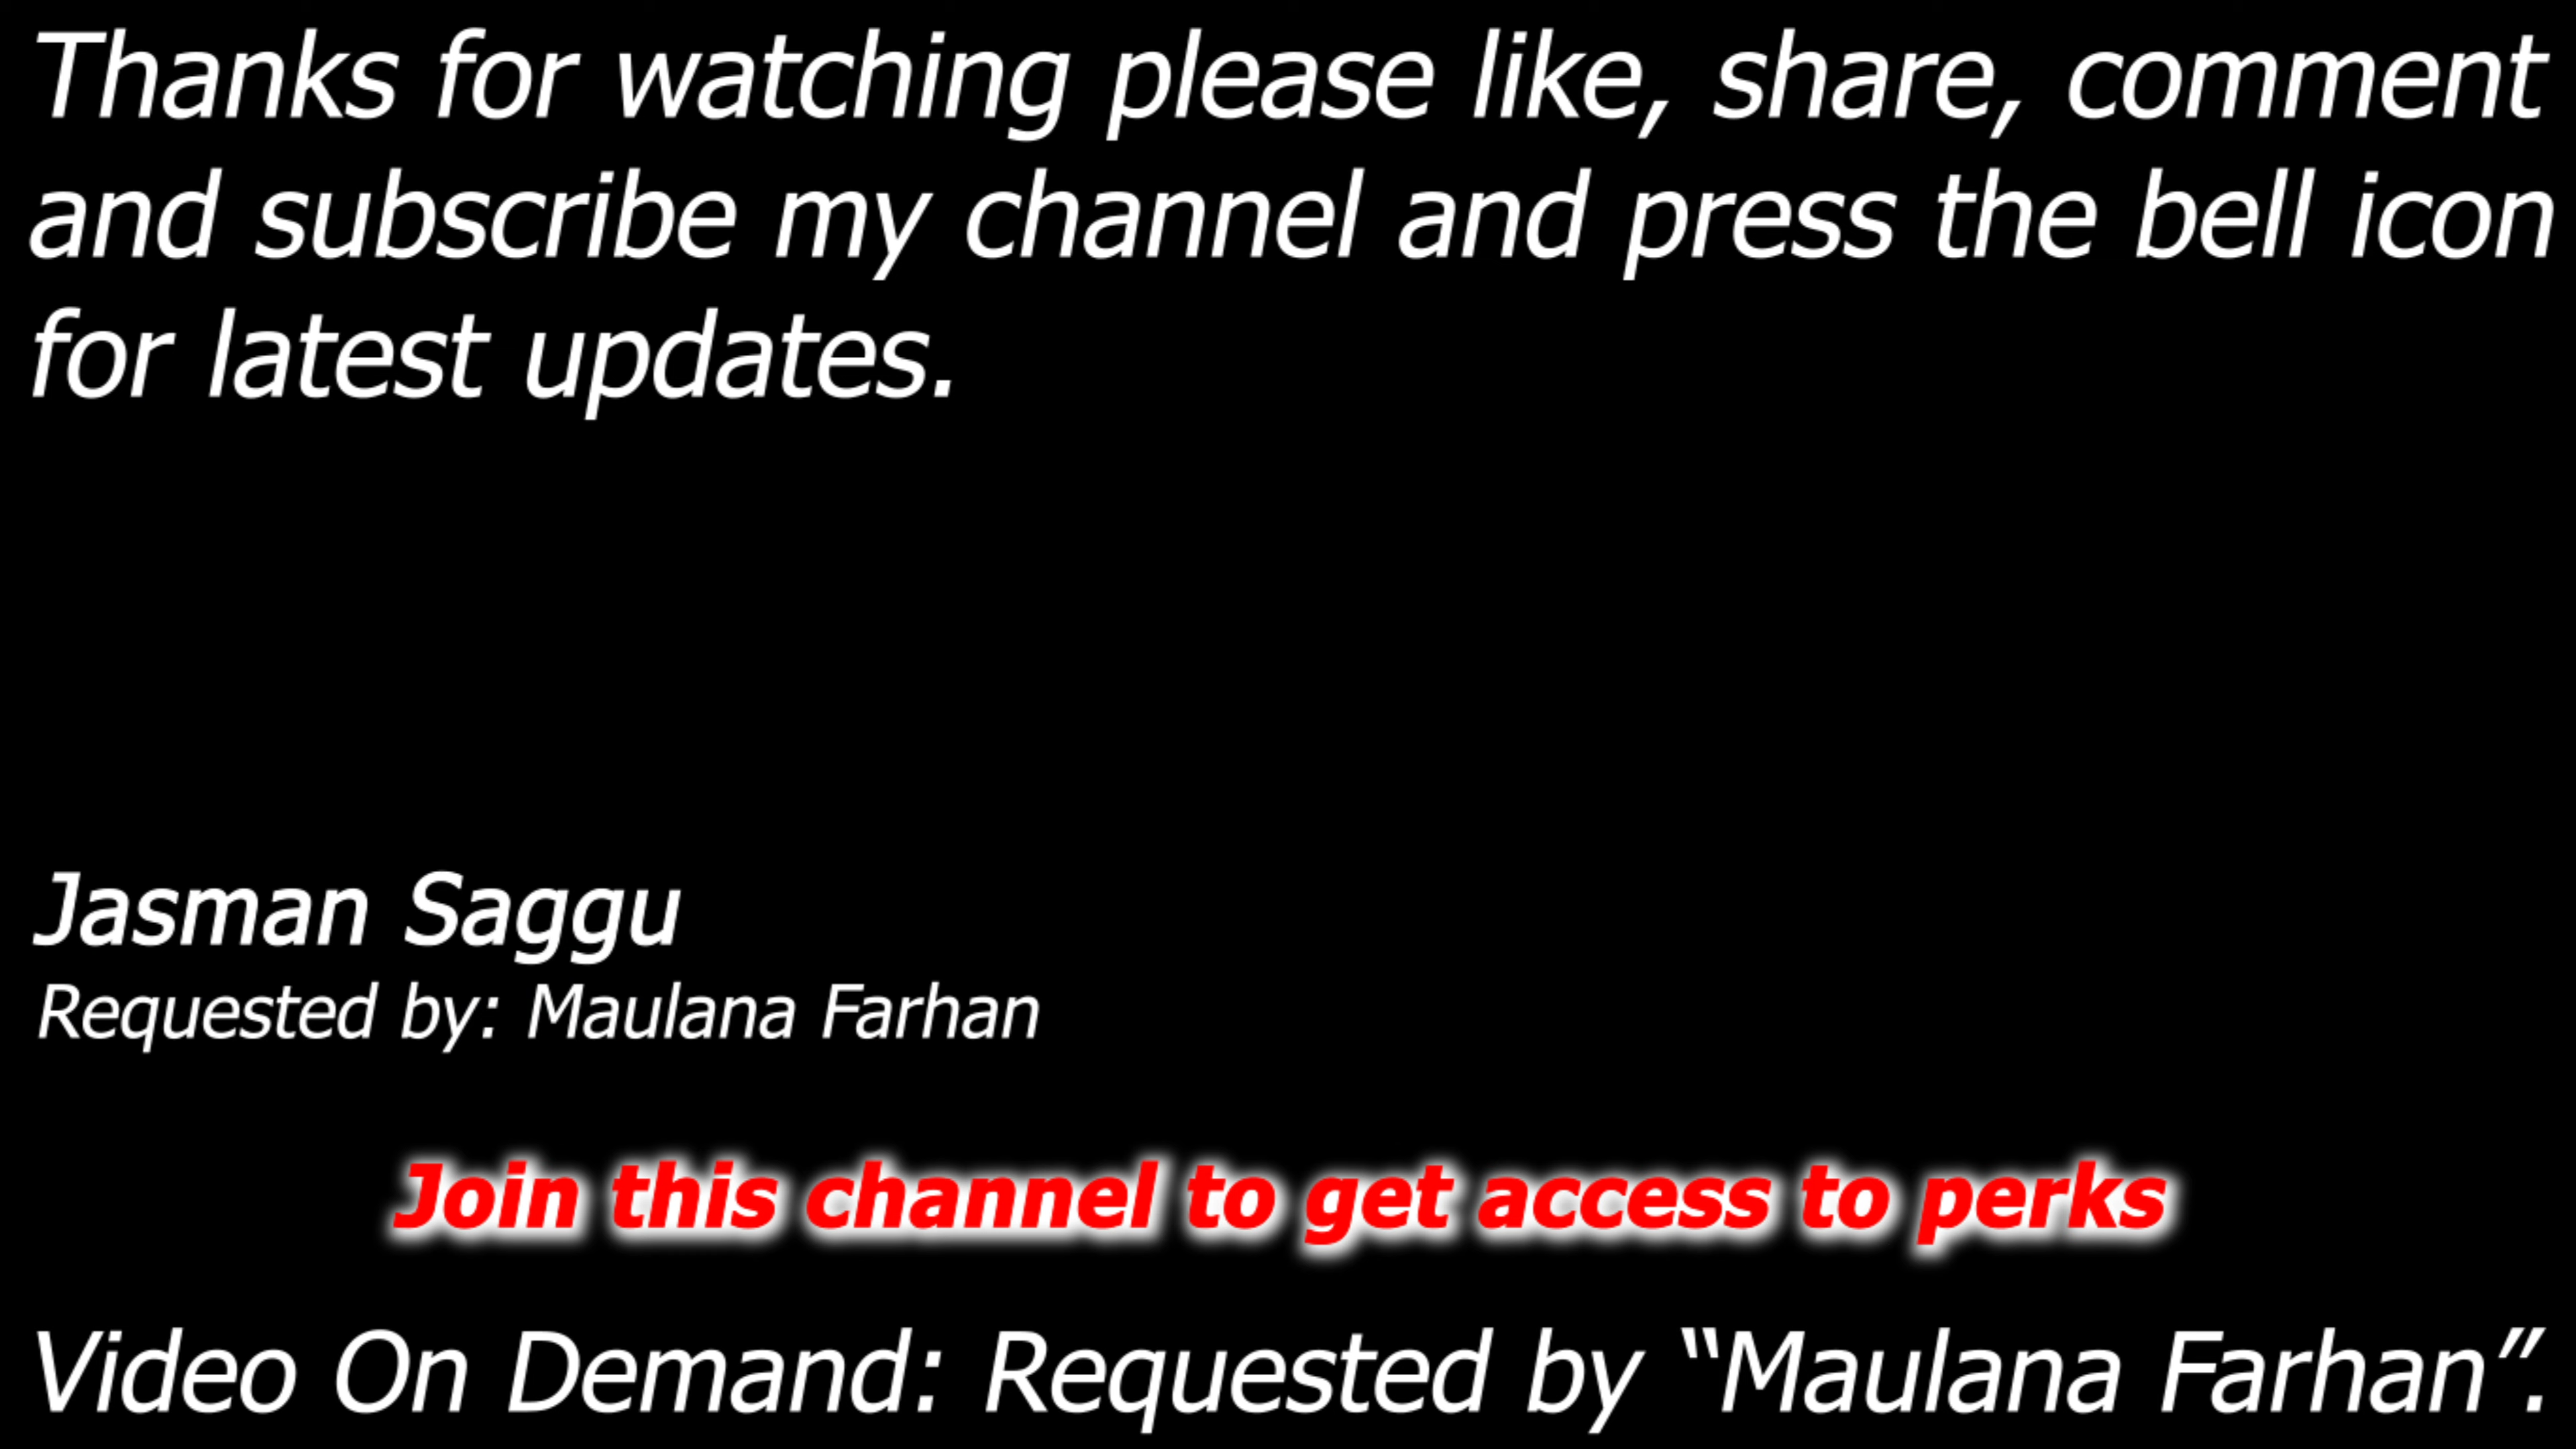 Thanks for watching please like, share, comment
and subscribe my channel and press the bell icon
for latest updates.
Jasman Saggu
Requested by: Maulana Farhan
Join this channel to get access to perks
Video On Demand: Requested by “Maulana Farhan”.